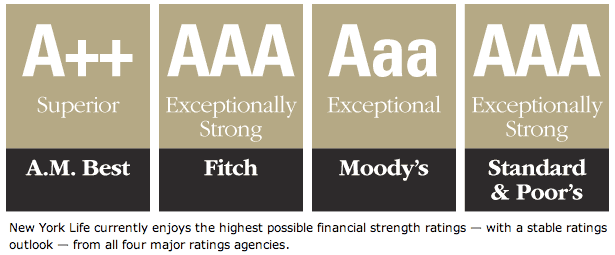 A++ AAA Aaa AAA
Superior Exceptionally Strong Exceptional Exceptionally Strong
A.M. Best Fitch Moody's Standard & Poor's
New York Life currently enjoys the highest possible financial strength ratings — with a stable ratings
outlook — from all four major ratings agencies.